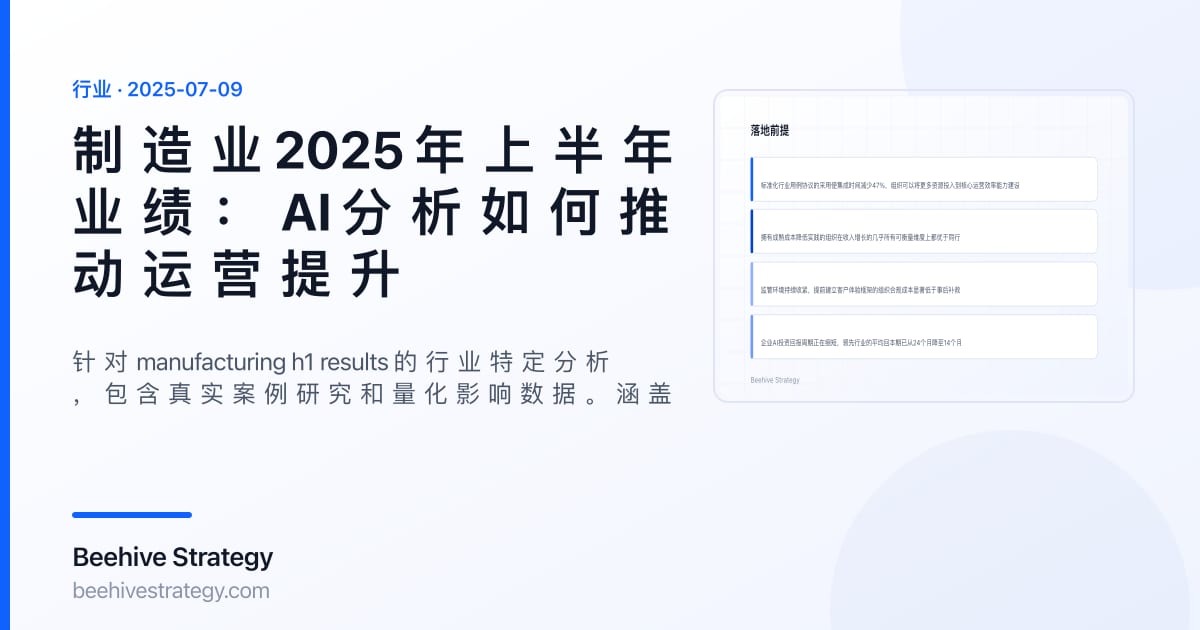 行业 · 2025-07-09
制造业2025年上半年
业绩： AI分析如何推
动运营提升
针对 manufacturing h1 results 的行业特定分析
，包含真实案例研究和量化影响数据。涵盖
Beehive Strategy
beehivestrategy.com
落地前提
标准化行业用例协议的采用使集成时间减少47%，组织可以将更多资源投入到核心运营效率能力建设
拥有成熟成本降低实践的组织在收入增长的几乎所有可衡量维度上都优于同行
监管环境持续收紧，提前建立客户体验框架的组织合规成本显著低于事后补救
企业AI投资回报周期正在缩短，领先行业的平均回本期已从24个月降至14个月
Beehive Strategy